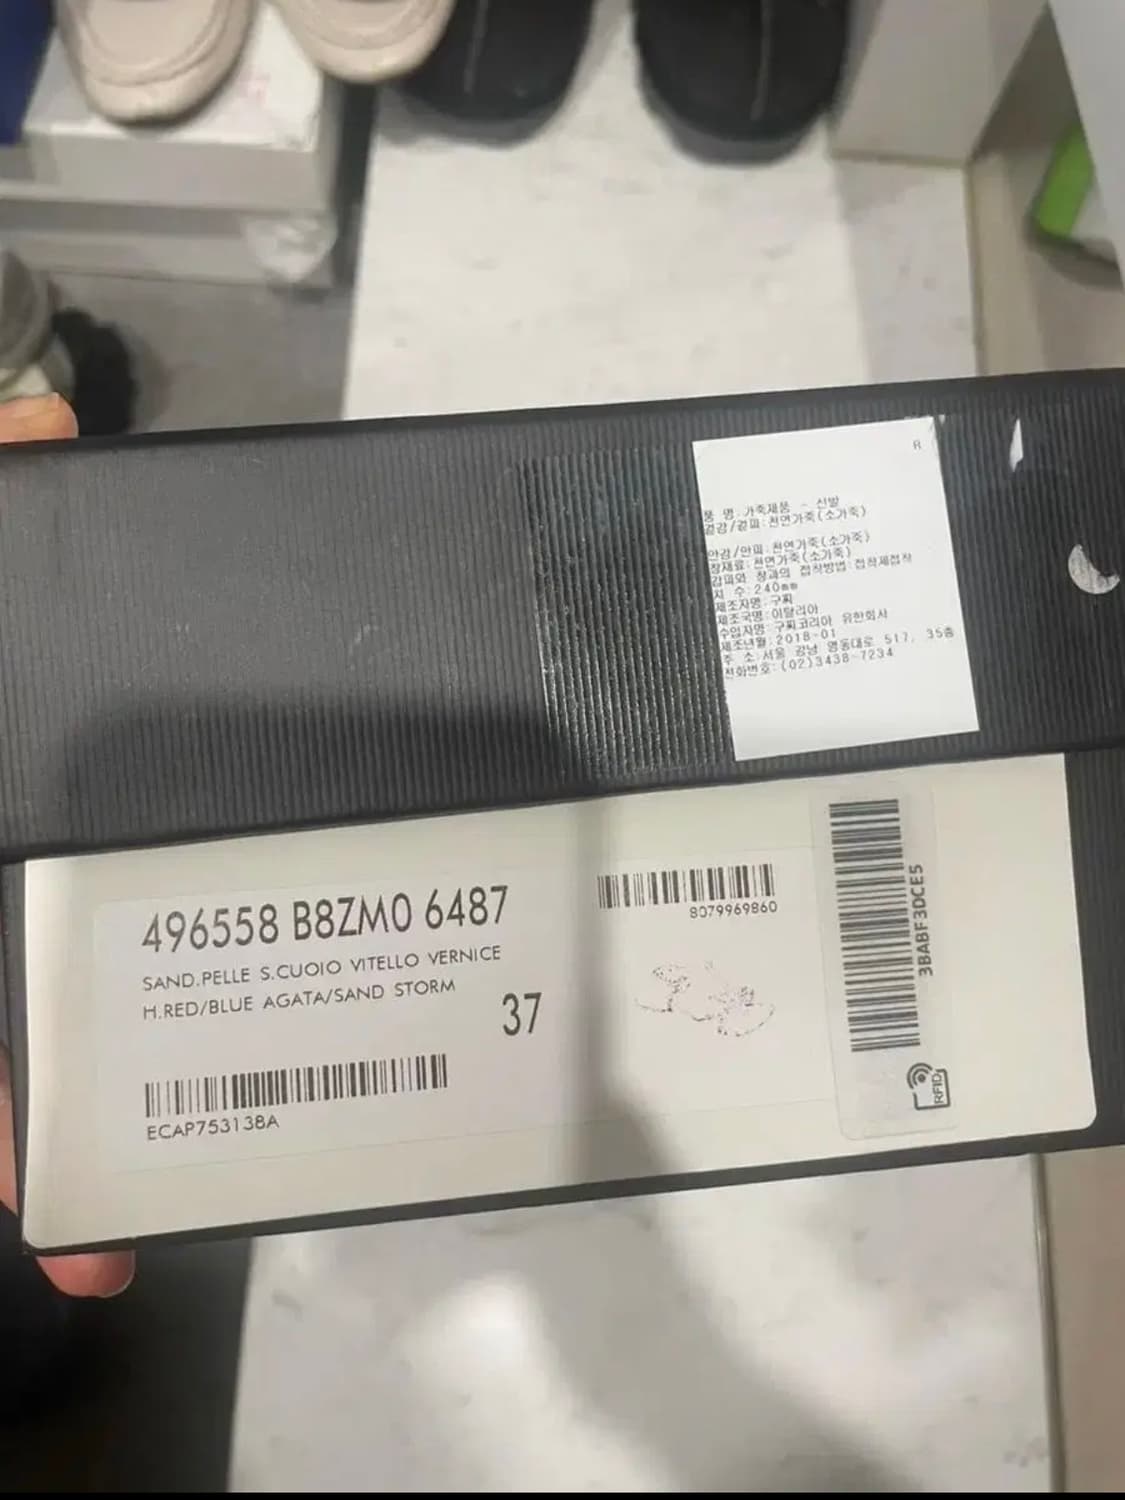 R
품 명:가죽제품 - 신발
겉감/겉피:천연가죽(소가죽)
안감/안피:천연가죽(소가죽)
창재료:천연가죽(소가죽)
갑피와 창과의 접착방법:접착제접착
치 수:240mm
제조자명:구찌
제조국명:이탈리아
수입자명:구찌코리아 유한회사
제조년월:2018-01
주 소:서울 강남 영동대로 517, 35층
전화번호:(02)3438-7234
496558 B8ZM0 6487
SAND.PELLE S.CUOIO VITELLO VERNICE
H.RED/BLUE AGATA/SAND STORM
37
ECAP753138A
8079969860
3BABF3DCE5
RFID